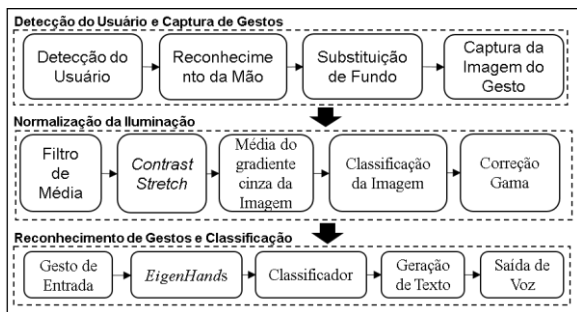 Detecção do Usuário e Captura de Gestos
Detecção do
Usuário
Reconhecime
nto da Mão
Substituição
de Fundo
Captura da
Imagem do
Gesto
Normalização da Iluminação
Filtro
de
Média
Contrast
Stretch
Média do
gradiente
cinza da
Imagem
Classificação
da Imagem
Correção
Gama
Reconhecimento de Gestos e Classificação
Gesto de
Entrada
EigenHands
Classificador
Geração
de Texto
Saída de
Voz